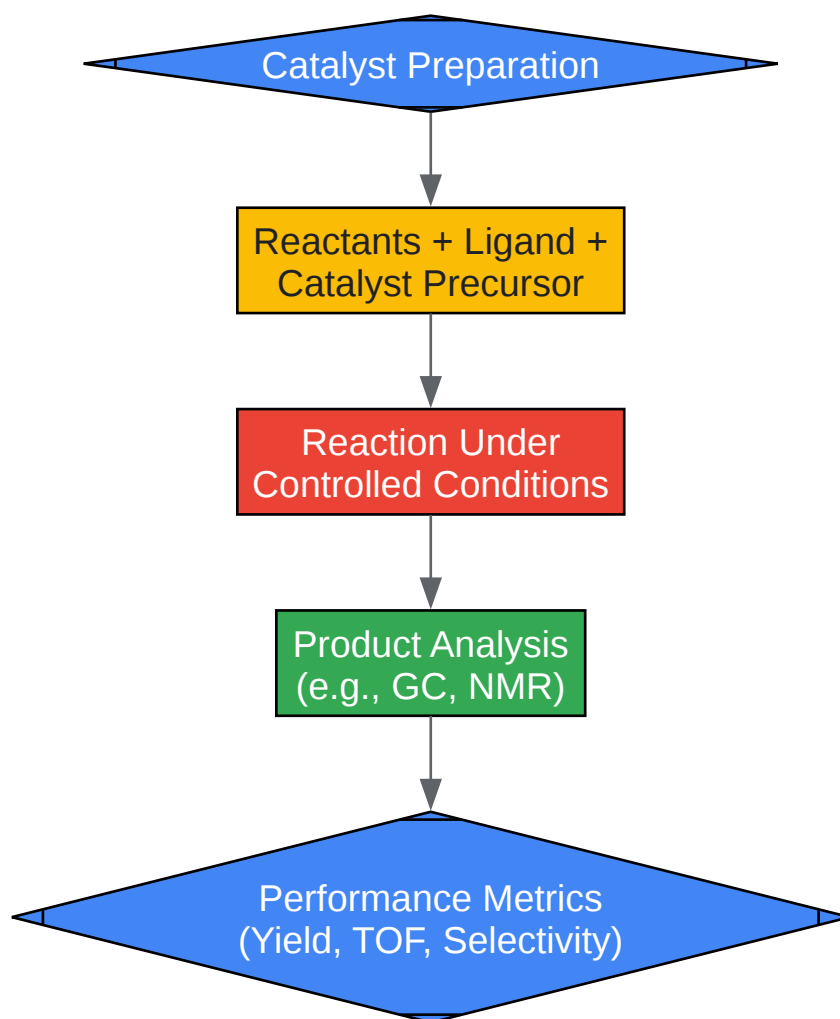 Catalyst Preparation
Reactants + Ligand +
Catalyst Precursor
Reaction Under
Controlled Conditions
Product Analysis
(e.g., GC, NMR)
Performance Metrics
(Yield, TOF, Selectivity)